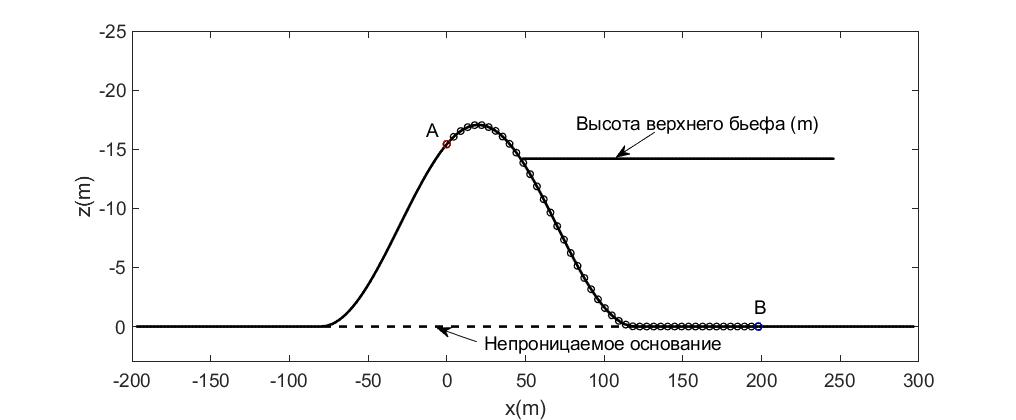 -25
-20
A
Высота верхнего бьефа (m)
-15
z(m)
-10
-5
B
0
Непроницаемое основание
-200 -150 -100 -50 0 50 100 150 200 250 300
x(m)